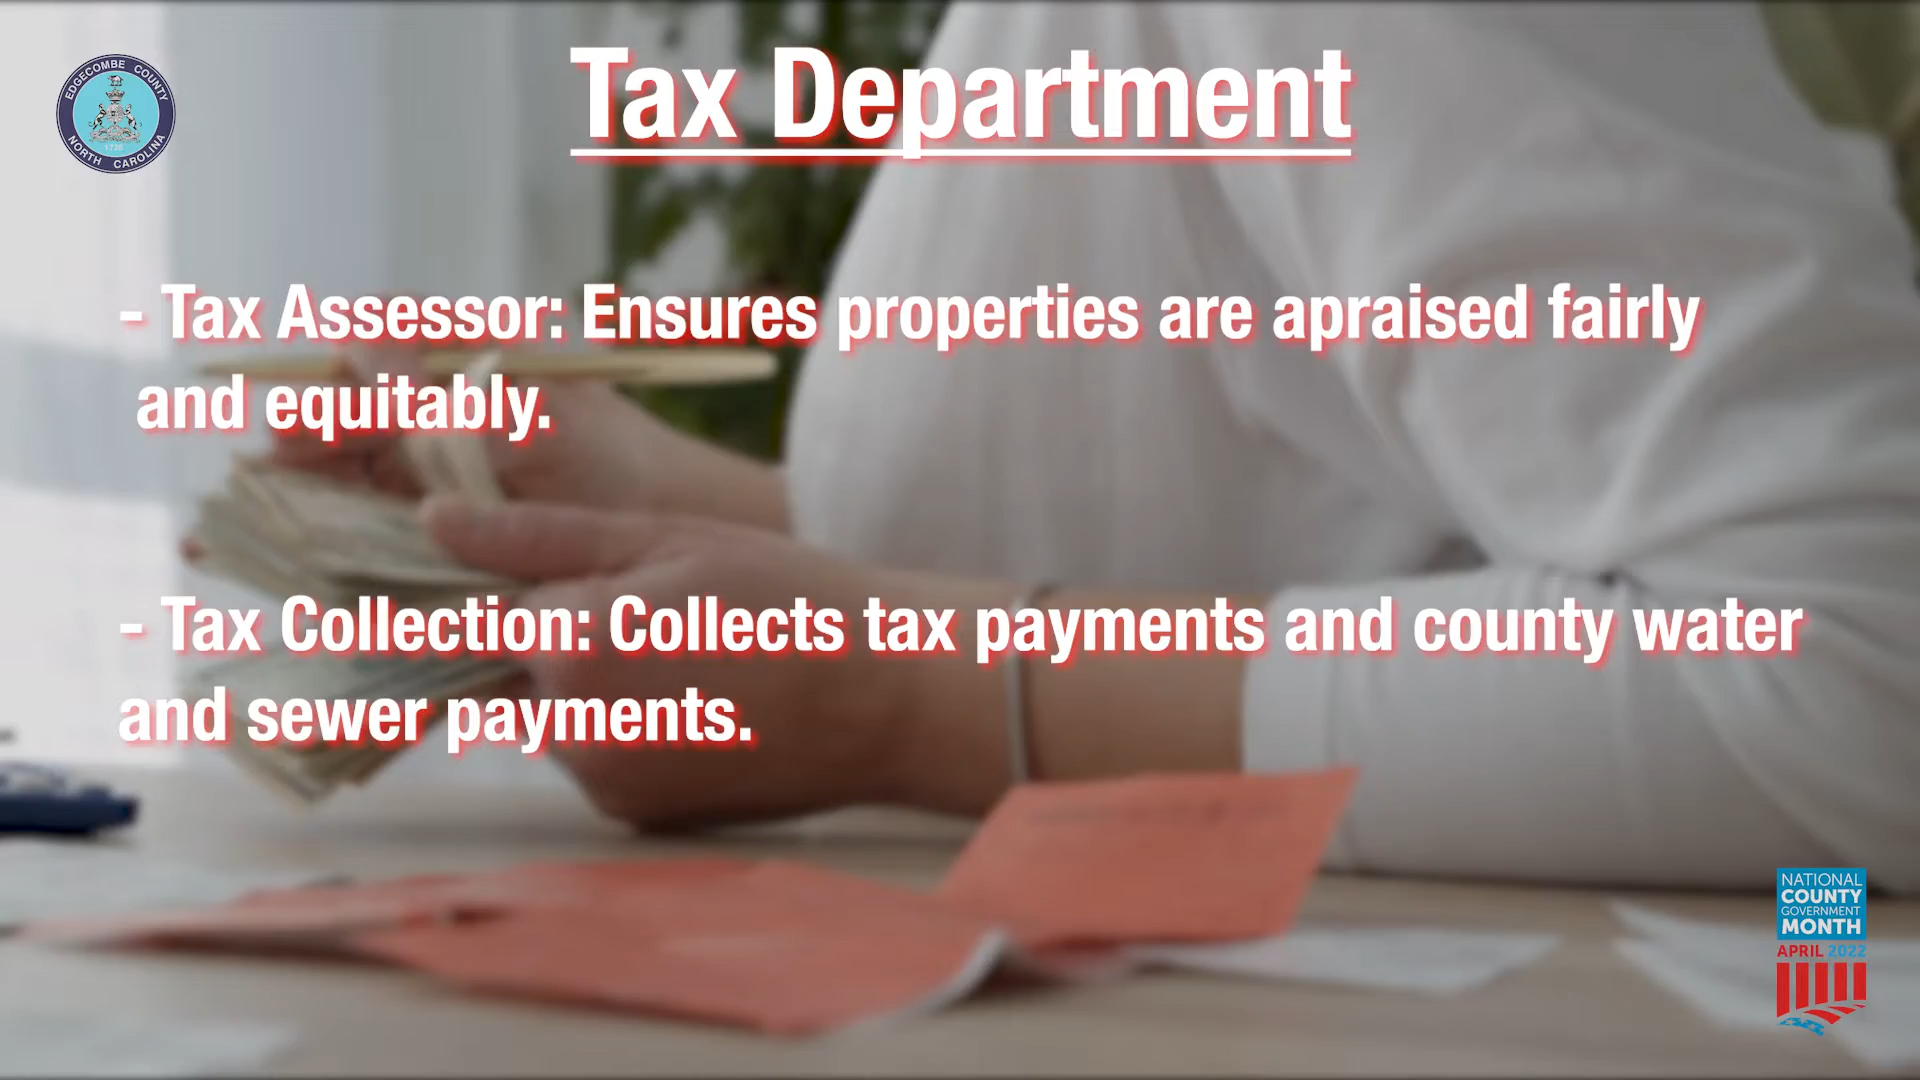 EDGECOMBE COUNTY
1732
NORTH CAROLINA
Tax Department
- Tax Assessor: Ensures properties are apraised fairly
and equitably.
- Tax Collection: Collects tax payments and county water
and sewer payments.
NATIONAL
COUNTY
GOVERNMENT
MONTH
APRIL 2022